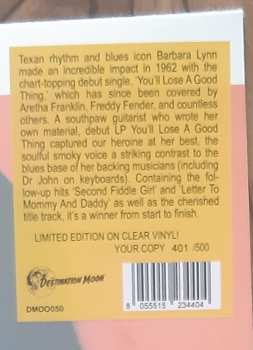 Texan rhythm and blues icon Barbara Lynn
made an incredible impact in 1962 with the
chart-topping debut single, 'You'll Lose A Good
Thing,' which has since been covered by
Aretha Franklin, Freddy Fender, and countless
others. A southpaw guitarist who wrote her
own material, debut LP You'll Lose A Good
Thing captured our heroine at her best, the
soulful smoky voice a striking contrast to the
blues base of her backing musicians (including
Dr John on keyboards). Containing the fol-
low-up hits 'Second Fiddle Girl' and 'Letter To
Mommy And Daddy' as well as the cherished
title track, it's a winner from start to finish.
LIMITED EDITION ON CLEAR VINYL!
YOUR COPY 401 /500
DESTINATION MOON
DMOO050
8 055515 234404